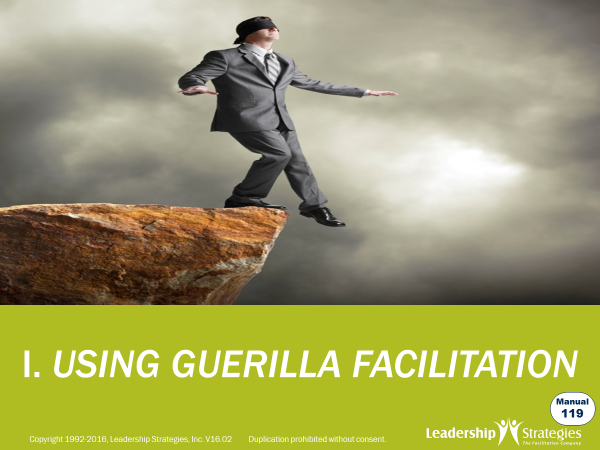 I. USING GUERILLA FACILITATION
Manual
119
Leadership Strategies
The Facilitation Company
Copyright 1992-2016, Leadership Strategies, Inc. V16.02 Duplication prohibited without consent.